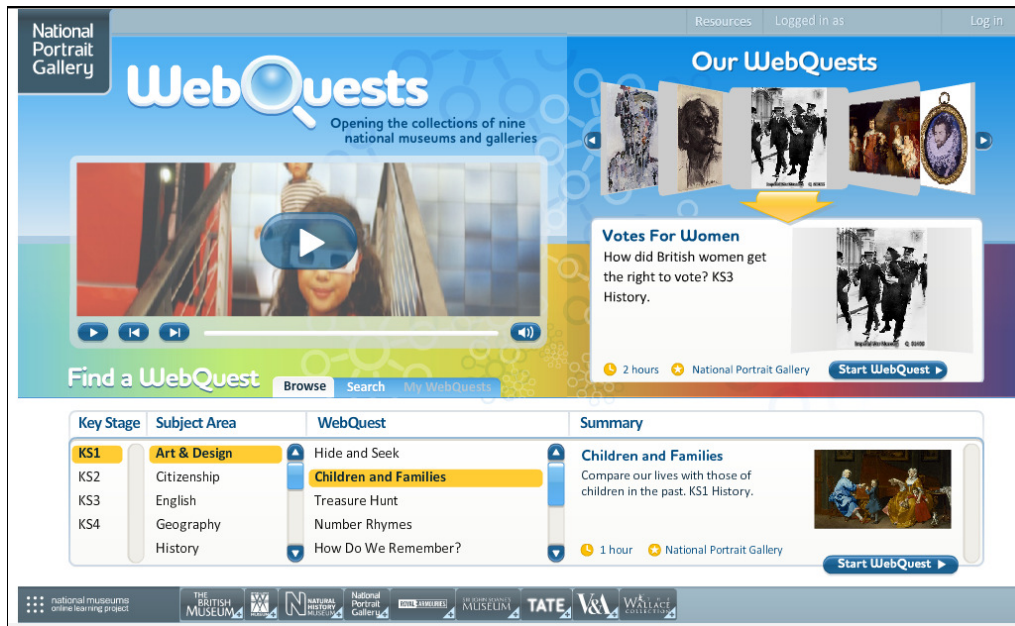 National
Portrait
Gallery
Resources
Logged in as
Log in
WebQuests
Opening the collections of nine
national museums and galleries
Our WebQuests
Votes For Women
How did British women get
the right to vote? KS3
History.
2 hours
National Portrait Gallery
Start WebQuest
Find a WebQuest
Browse
Search
My WebQuests
Key Stage
Subject Area
WebQuest
Summary
KS1
KS2
KS3
KS4
Art & Design
Citizenship
English
Geography
History
Hide and Seek
Children and Families
Treasure Hunt
Number Rhymes
How Do We Remember?
Children and Families
Compare our lives with those of
children in the past. KS1 History.
1 hour
National Portrait Gallery
Start WebQuest
national museums
online learning project
THE
BRITISH
MUSEUM
NATURAL
HISTORY
MUSEUM
National
Portrait
Gallery
ROYAL ARMOURIES
SIR JOHN SOANE'S
MUSEUM
TATE
V&A
THE
WALLACE
COLLECTION